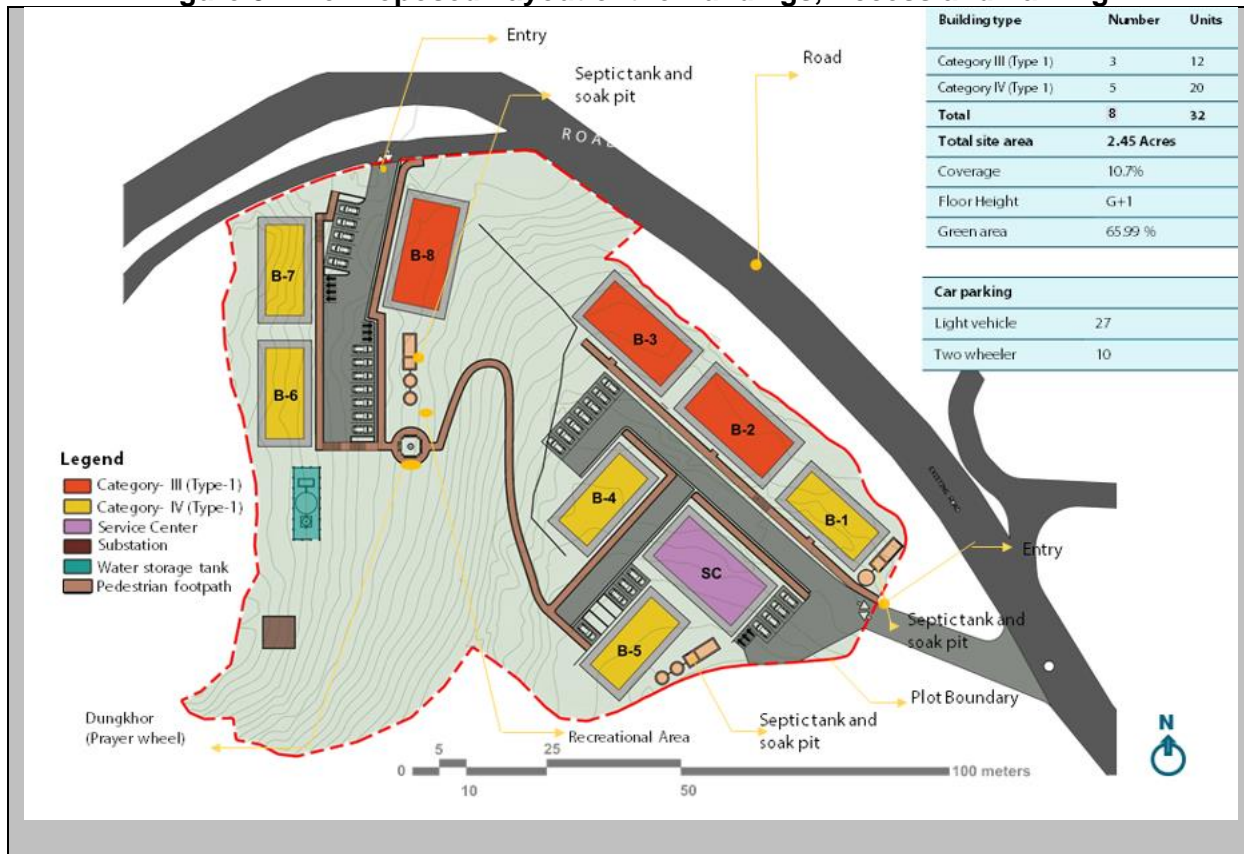 Entry
Septic tank and
soak pit
Road
ROAD
Building type Number Units
Category III (Type 1) 3 12
Category IV (Type 1) 5 20
Total 8 32
Total site area 2.45 Acres
Coverage 10.7%
Floor Height G+1
Green area 65.99 %
Car parking
Light vehicle 27
Two wheeler 10
B-7
B-8
B-3
B-6
B-2
B-4
B-1
SC
B-5
EXISTING ROAD
Legend
Category- III (Type-1)
Category- IV (Type-1)
Service Center
Substation
Water storage tank
Pedestrian footpath
Entry
Septic tank and
soak pit
Plot Boundary
Septic tank and
soak pit
Recreational Area
Dungkhor
(Prayer wheel)
N
0 5 10 25 50 100 meters